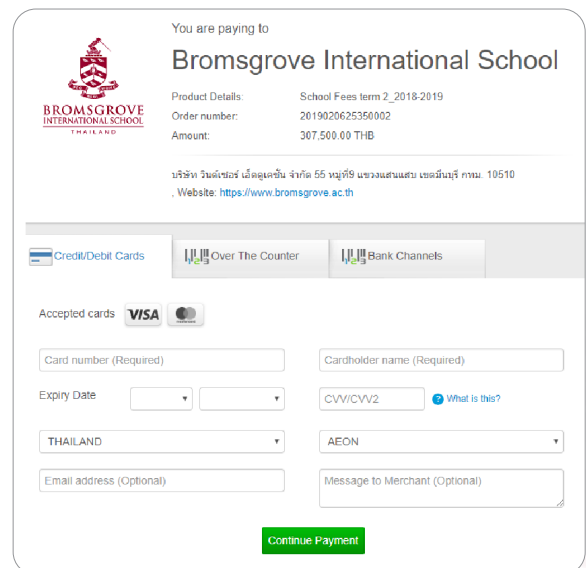 You are paying to
Bromsgrove International School
BROMSGROVE
INTERNATIONAL SCHOOL
THAILAND
Product Details: School Fees term 2_2018-2019
Order number: 2019020625350002
Amount: 307,500.00 THB
บริษัท วินด์เซอร์ เอ็ดดูเคชั่น จำกัด 55 หมู่ที่9 แขวงแสนแสบ เขตมีนบุรี กทม. 10510
, Website: https://www.bromsgrove.ac.th
Credit/Debit Cards Over The Counter Bank Channels
Accepted cards VISA
Card number (Required) Cardholder name (Required)
Expiry Date CVV/CVV2 What is this?
THAILAND AEON
Email address (Optional) Message to Merchant (Optional)
Continue Payment